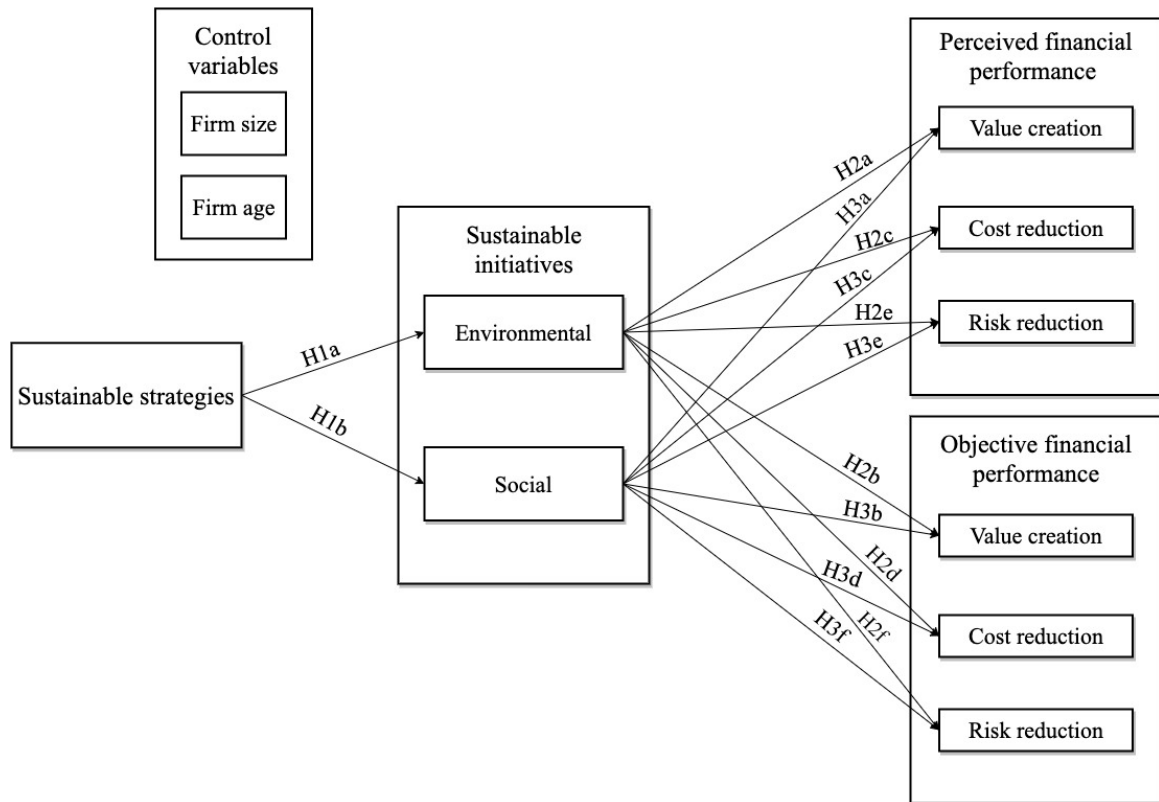 Control
variables
Firm size
Firm age
Sustainable strategies
H1a
H1b
Sustainable
initiatives
Environmental
Social
H2a
H3a
H2c
H3c
H2e
H3e
H2b
H3b
H2d
H3d
H2f
H3f
Perceived financial
performance
Value creation
Cost reduction
Risk reduction
Objective financial
performance
Value creation
Cost reduction
Risk reduction